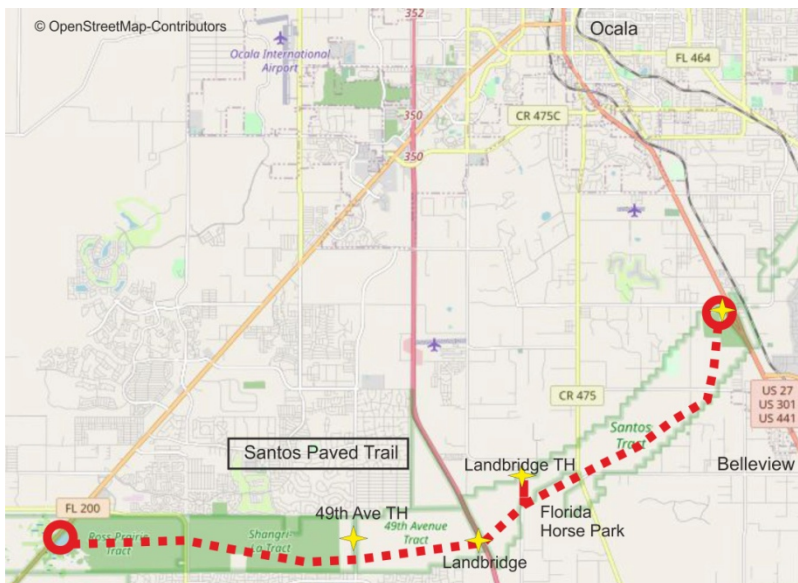 © OpenStreetMap-Contributors
352
Ocala
Ocala International
Airport
FL 464
350
CR 475C
350
CR 475
US 27
US 301
US 441
Santos
Tract
Santos Paved Trail
Landbridge TH
Belleview
FL 200
49th Ave TH
Florida
Horse Park
Ross Prairie
Tract
Shangri
La Tract
49th Avenue
Tract
Landbridge